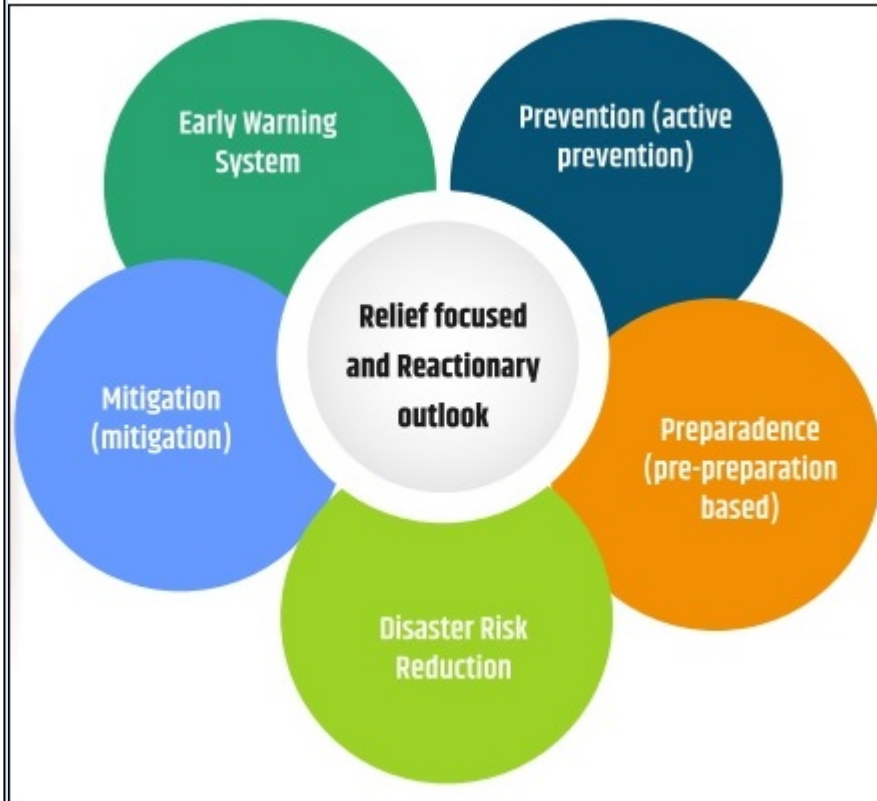 Early Warning
System
Prevention (active
prevention)
Relief focused
and Reactionary
outlook
Mitigation
(mitigation)
Preparadence
(pre-preparation
based)
Disaster Risk
Reduction